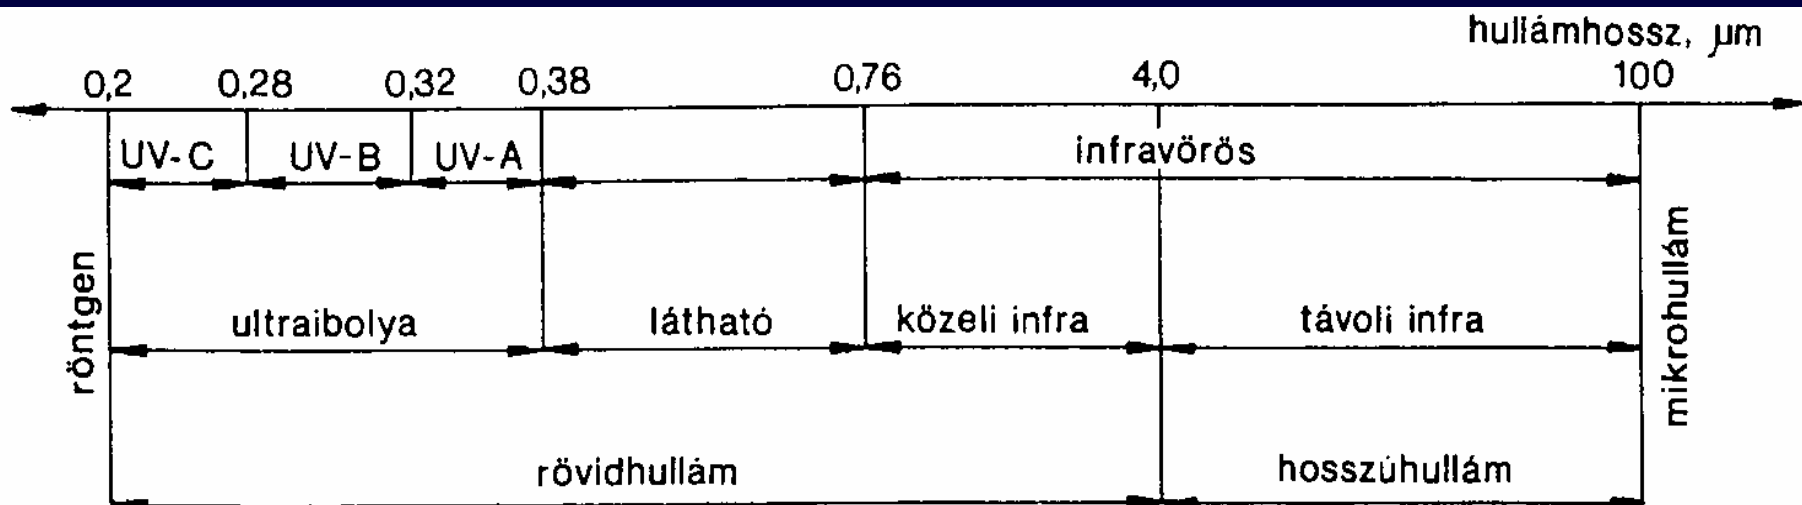 hullámhossz, µm
0,2 0,28 0,32 0,38 0,76 4,0 100
UV-C UV-B UV-A infravörös
röntgen
ultraibolya látható közeli infra távoli infra
mikrohullám
rövidhullám hosszúhullám